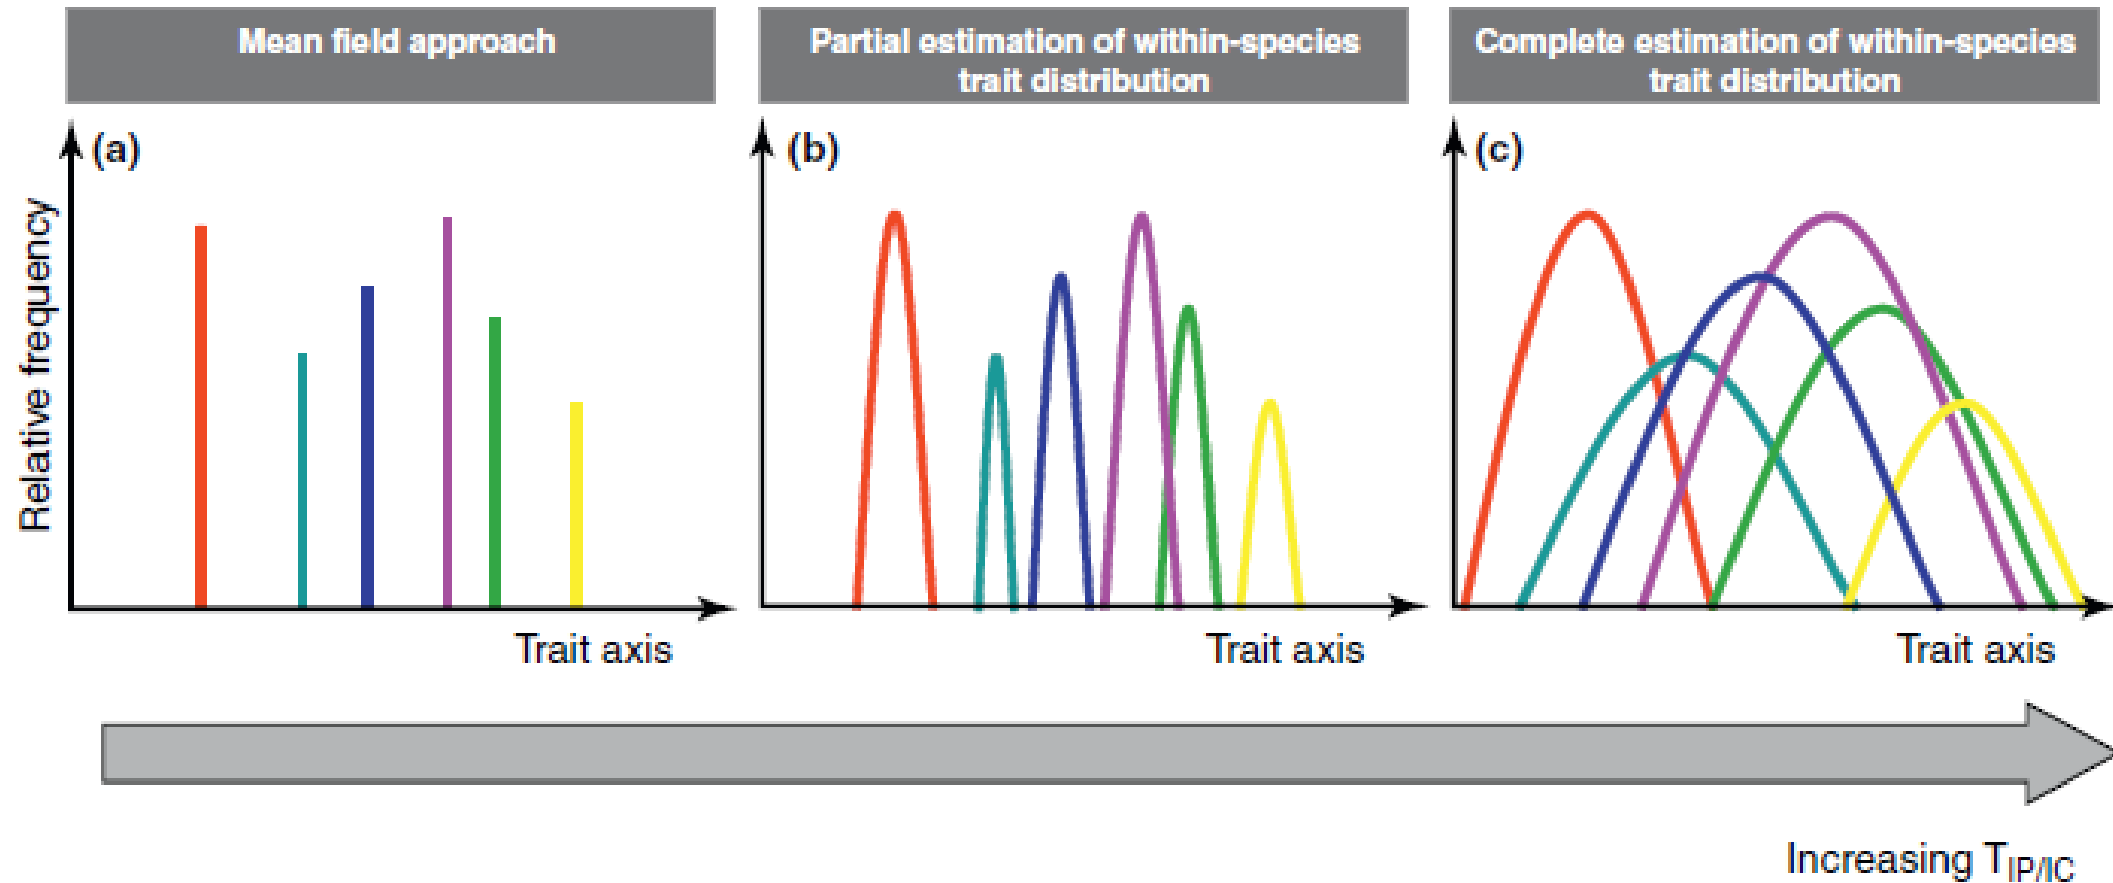 Mean field approach
Partial estimation of within-species
trait distribution
Complete estimation of within-species
trait distribution
(a)
(b)
(c)
Relative frequency
Trait axis
Trait axis
Trait axis
Increasing TIP/IC